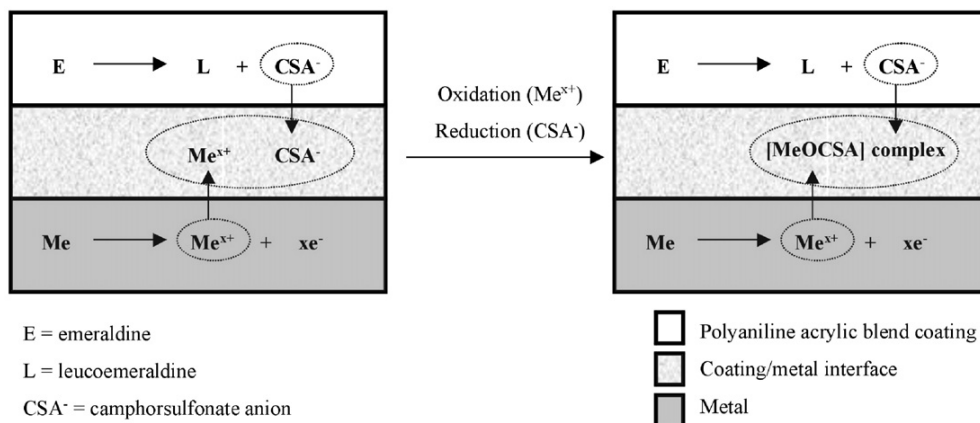 E → L + CSA⁻
Meˣ⁺ CSA⁻
Me → Meˣ⁺ + xe⁻
Oxidation (Meˣ⁺)
Reduction (CSA⁻)
E → L + CSA⁻
[MeOCSA] complex
Me → Meˣ⁺ + xe⁻
E = emeraldine
L = leucoemeraldine
CSA⁻ = camphorsulfonate anion
Polyaniline acrylic blend coating
Coating/metal interface
Metal